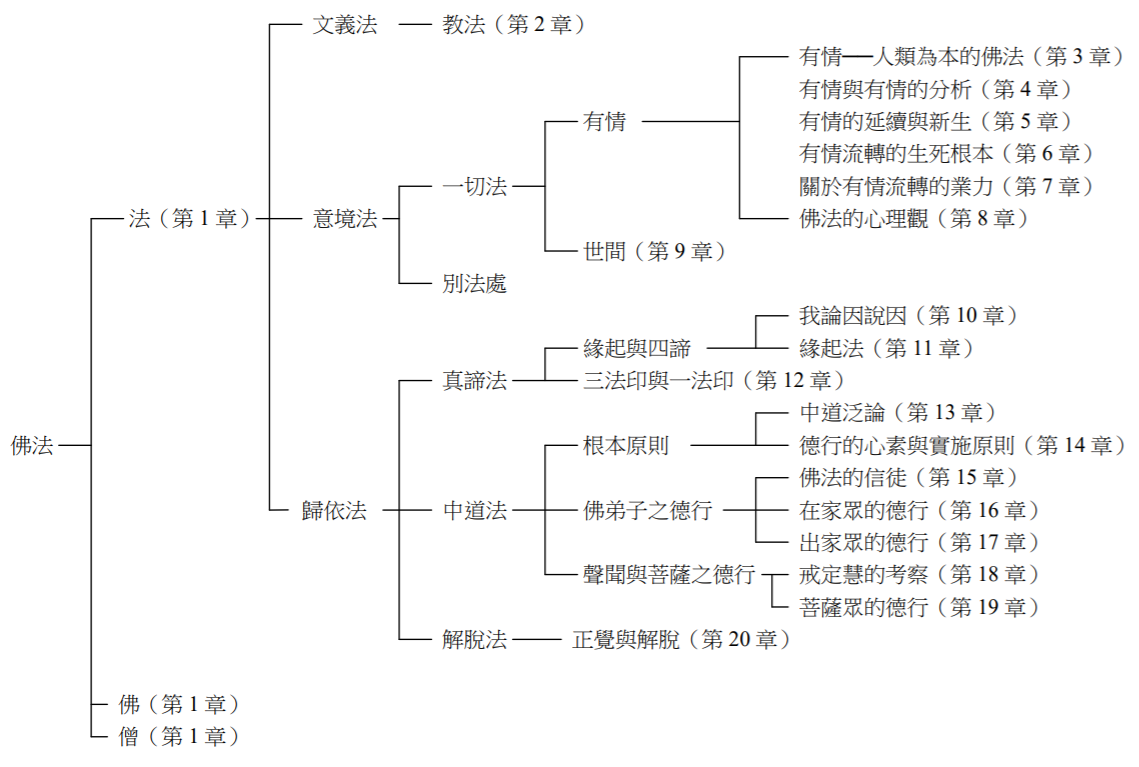 文義法 教法（第 2 章）
有情──人類為本的佛法（第 3 章）
有情與有情的分析（第 4 章）
有情 有情的延續與新生（第 5 章）
有情流轉的生死根本（第 6 章）
一切法 關於有情流轉的業力（第 7 章）
法（第 1 章） 意境法 佛法的心理觀（第 8 章）
世間（第 9 章）
別法處
我論因說因（第 10 章）
緣起與四諦 緣起法（第 11 章）
真諦法 三法印與一法印（第 12 章）
中道泛論（第 13 章）
佛法 根本原則 德行的心素與實施原則（第 14 章）
佛法的信徒（第 15 章）
歸依法 中道法 佛弟子之德行 在家眾的德行（第 16 章）
出家眾的德行（第 17 章）
聲聞與菩薩之德行 戒定慧的考察（第 18 章）
菩薩眾的德行（第 19 章）
解脫法 正覺與解脫（第 20 章）
佛（第 1 章）
僧（第 1 章）